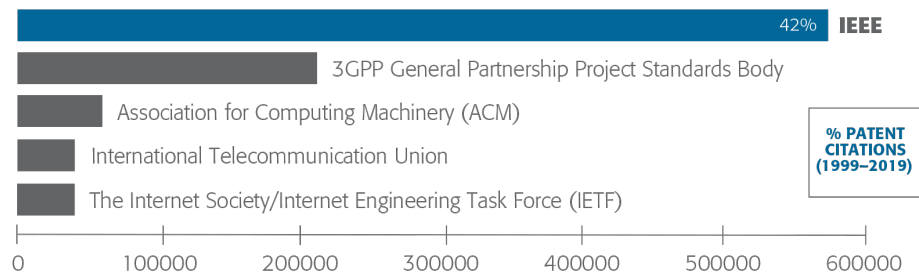 42% IEEE
3GPP General Partnership Project Standards Body
Association for Computing Machinery (ACM)
International Telecommunication Union
The Internet Society/Internet Engineering Task Force (IETF)
% PATENT
CITATIONS
(1999–2019)
0 100000 200000 300000 400000 500000 600000